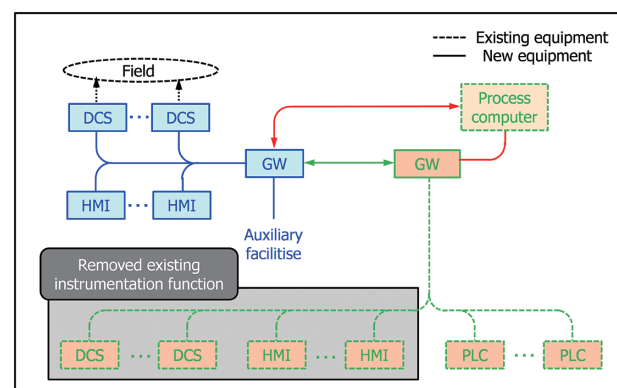 Existing equipment
New equipment
Field
DCS ... DCS
Process
computer
GW
GW
HMI ... HMI
Auxiliary
facilitise
Removed existing
instrumentation function
DCS ... DCS
HMI ... HMI
PLC ... PLC